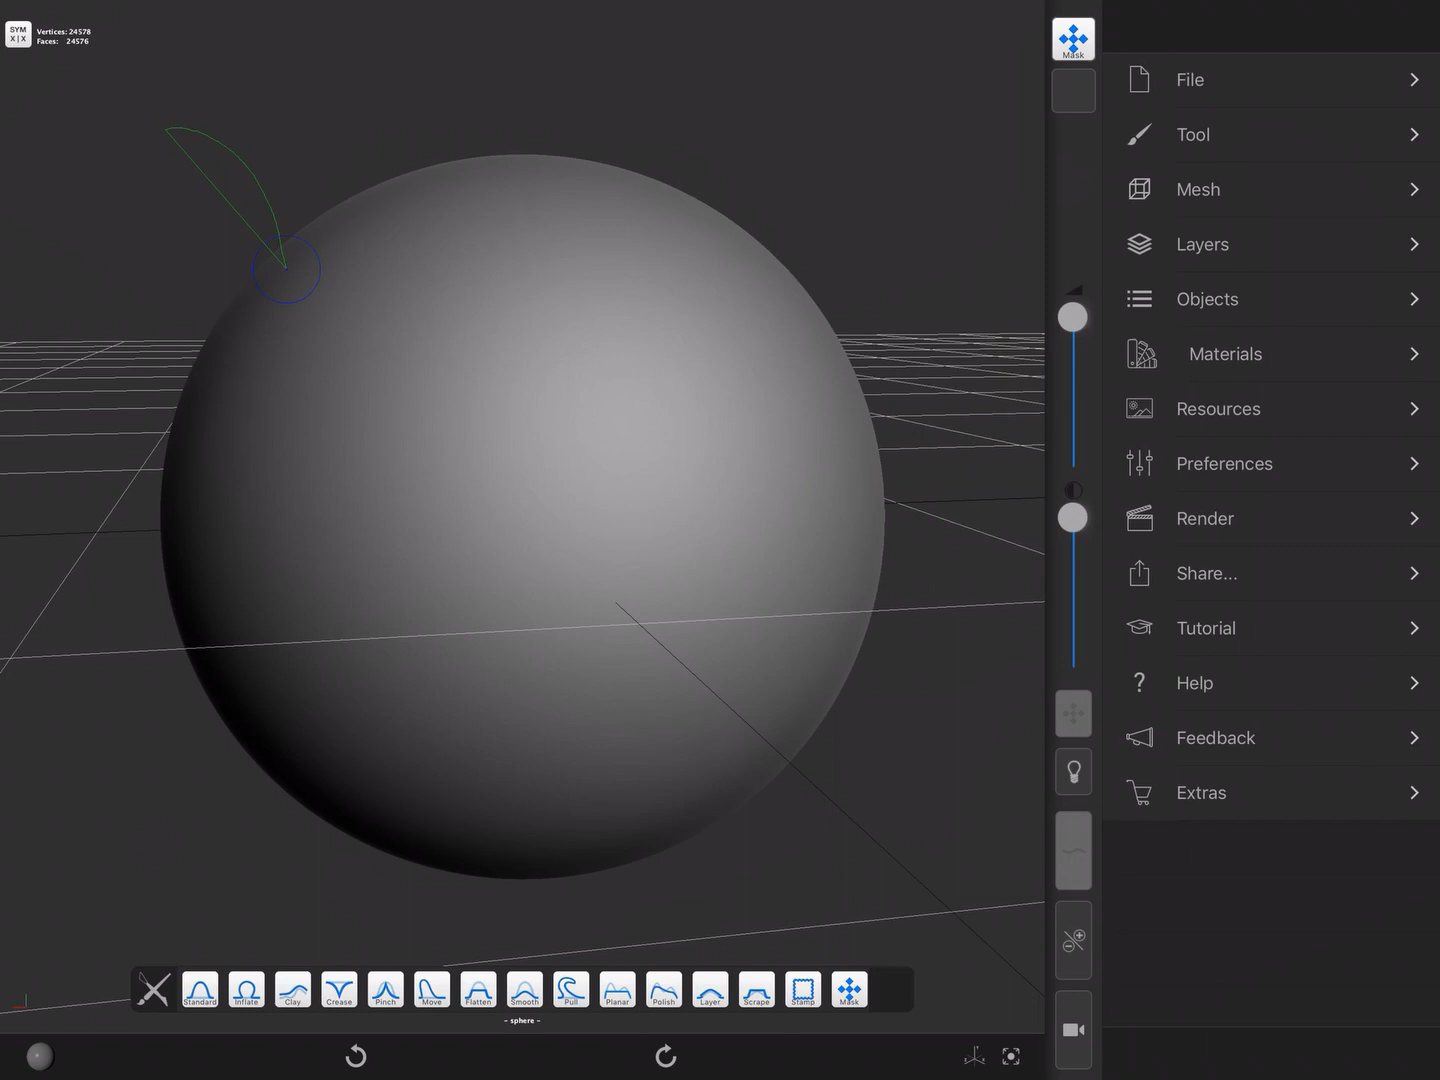 SYM
X|X
Vertices: 24578
Faces: 24576
Mask
File
Tool
Mesh
Layers
Objects
Materials
Resources
Preferences
Render
Share...
Tutorial
? Help
Feedback
Extras
Standard
Inflate
Clay
Crease
Pinch
Move
Flatten
Smooth
Pull
Planar
Polish
Layer
Scrape
Stamp
Mask
- sphere -